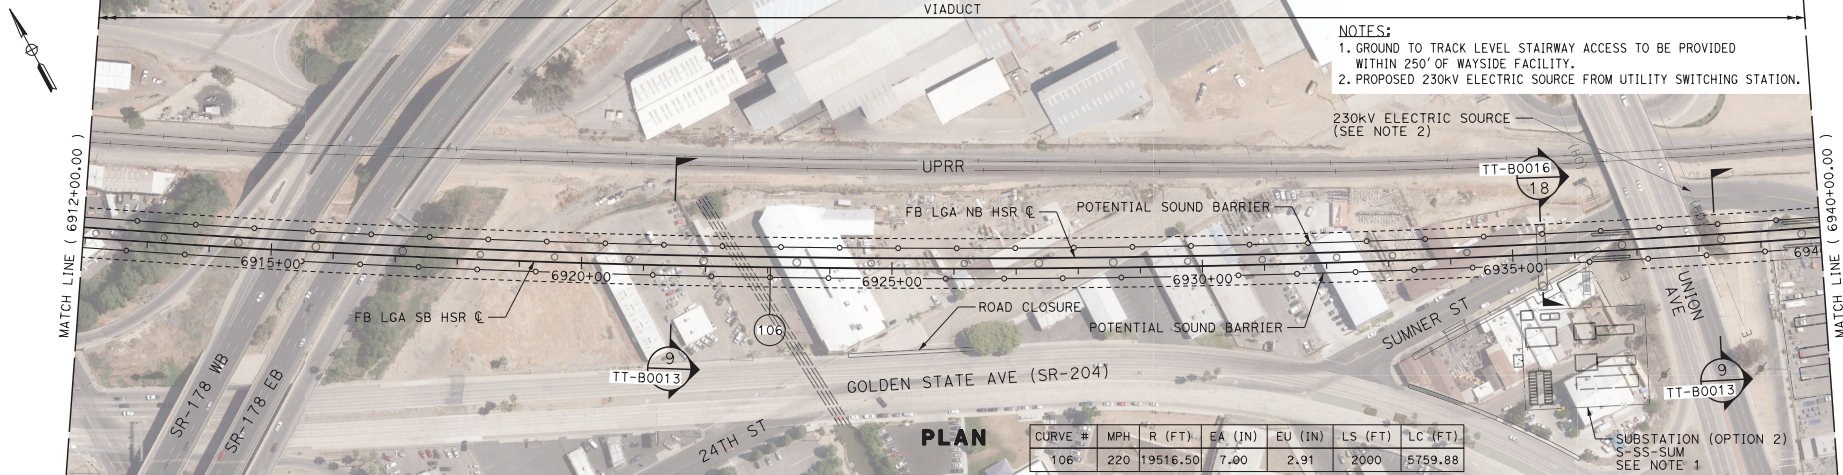 VIADUCT
NOTES:
1. GROUND TO TRACK LEVEL STAIRWAY ACCESS TO BE PROVIDED
WITHIN 250' OF WAYSIDE FACILITY.
2. PROPOSED 230kV ELECTRIC SOURCE FROM UTILITY SWITCHING STATION.
230kV ELECTRIC SOURCE
(SEE NOTE 2)
MATCH LINE ( 6912+00.00 )
MATCH LINE ( 6940+00.00 )
UPRR
TT-B0016
18
FB LGA NB HSR ℄
POTENTIAL SOUND BARRIER
6915+00
6920+00
6925+00
6930+00
6935+00
694
FB LGA SB HSR ℄
106
ROAD CLOSURE
POTENTIAL SOUND BARRIER
SUMNER ST
UNION
AVE
E
E
9
TT-B0013
GOLDEN STATE AVE (SR-204)
9
TT-B0013
SR-178 WB
SR-178 EB
24TH ST
PLAN
CURVE # MPH R (FT) EA (IN) EU (IN) LS (FT) LC (FT)
106 220 19516.50 7.00 2.91 2000 5759.88
SUBSTATION (OPTION 2)
S-SS-SUM
SEE NOTE 1